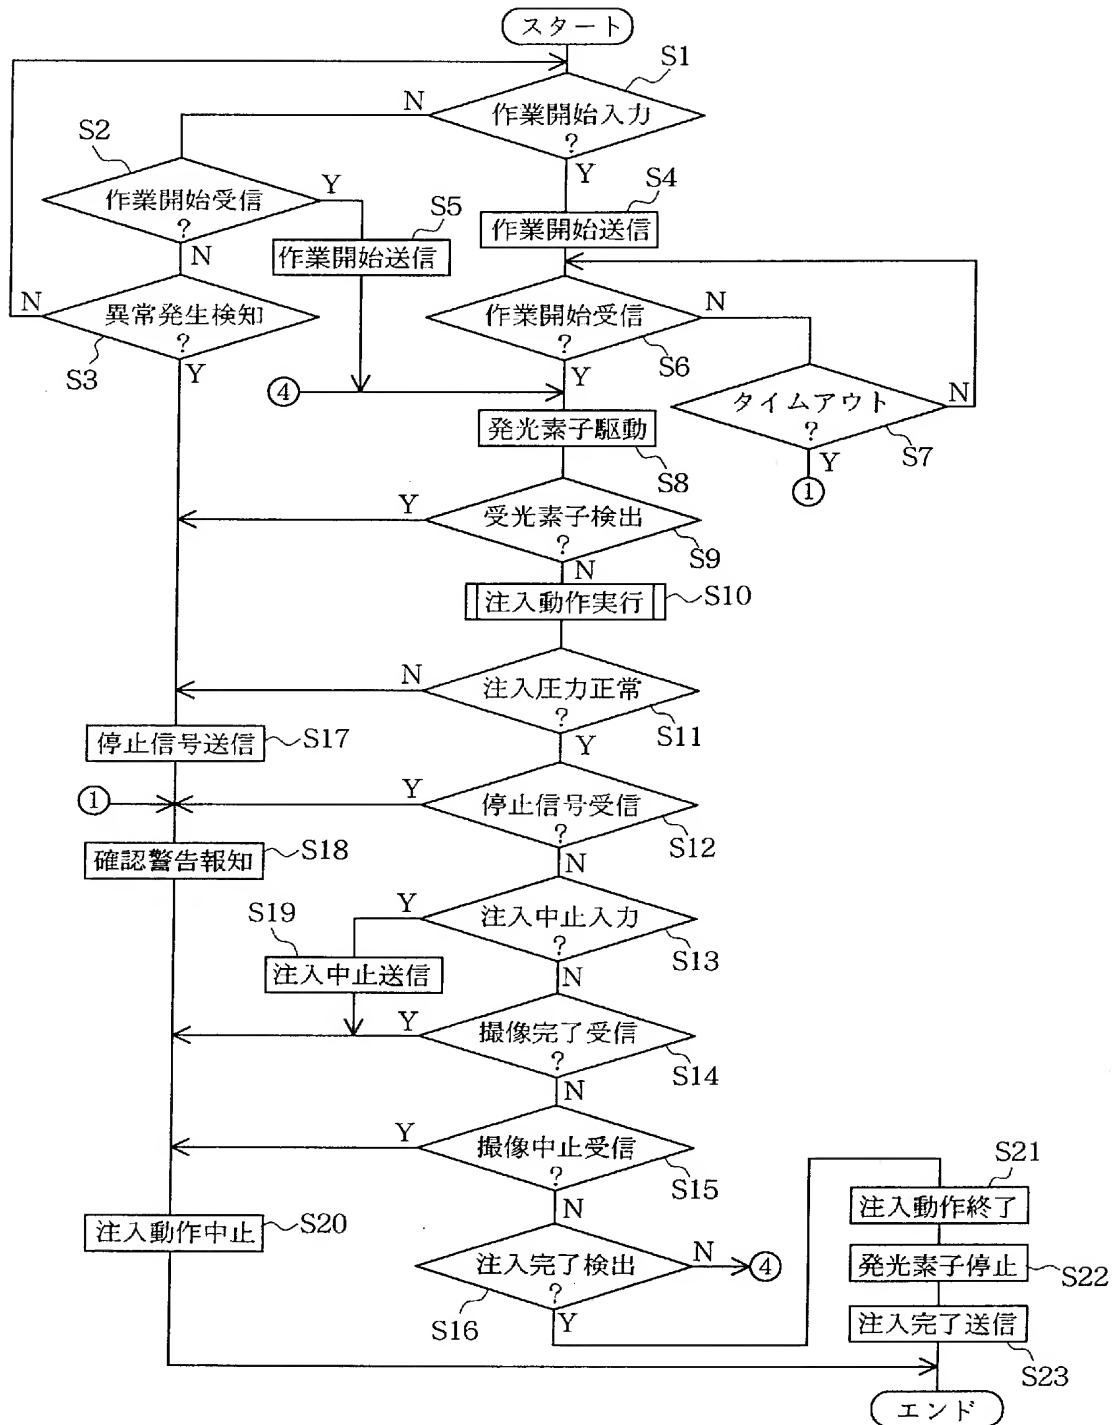 スタート
S1
N
作業開始入力
?
Y
S2
作業開始受信
?
Y
N
S4
作業開始送信
S5
作業開始送信
N
異常発生検知
?
S3
Y
作業開始受信
?
N
S6
Y
④
タイムアウト
?
N
S7
Y
①
発光素子駆動
S8
Y
受光素子検出
?
S9
N
注入動作実行
S10
N
注入圧力正常
?
S11
Y
停止信号送信
S17
①
Y
停止信号受信
?
S12
N
確認警告報知
S18
Y
注入中止入力
?
S13
N
S19
注入中止送信
Y
撮像完了受信
?
S14
N
Y
撮像中止受信
?
S15
N
注入動作中止
S20
注入完了検出
?
N
④
S16
Y
S21
注入動作終了
発光素子停止
S22
注入完了送信
S23
エンド